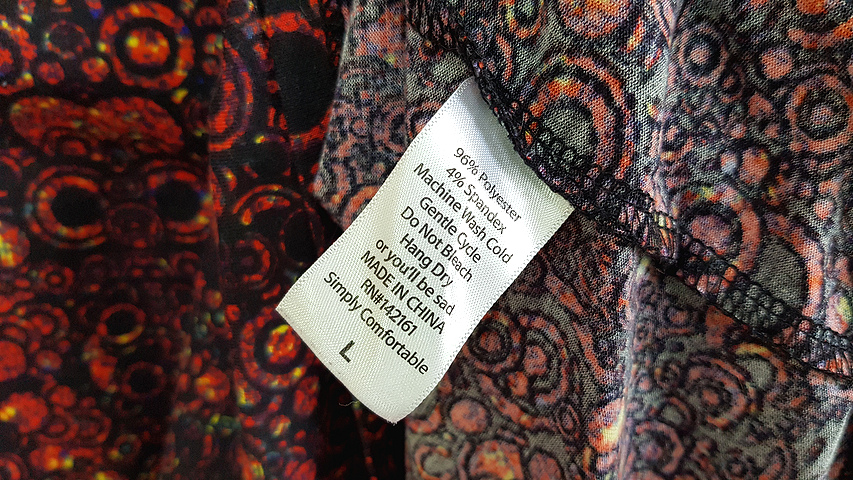 96% Polyester
4% Spandex
Machine Wash Cold
Gentle Cycle
Do Not Bleach
Hang Dry
or you'll be sad
MADE IN CHINA
RN#142161
Simply Comfortable
L